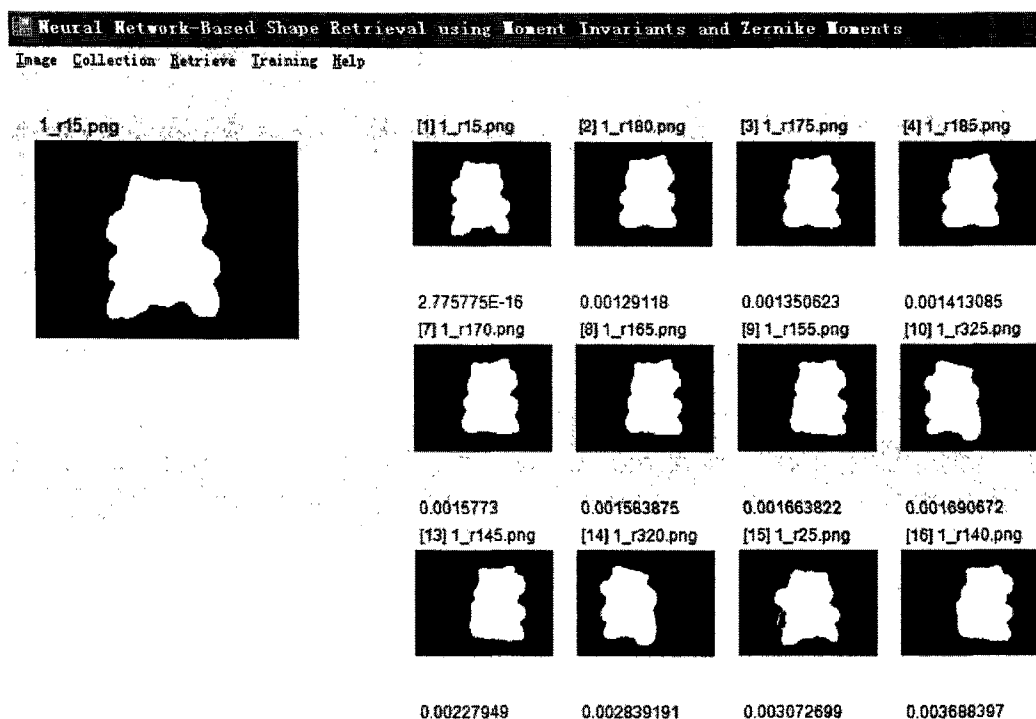 Neural Network-Based Shape Retrieval using Moment Invariants and Zernike Moments
Image Collection Retrieve Training Help
1_r15.png
[1] 1_r15.png [2] 1_r180.png [3] 1_r175.png [4] 1_r185.png
2.775775E-16 0.00129118 0.001350623 0.001413085
[7] 1_r170.png [8] 1_r165.png [9] 1_r155.png [10] 1_r325.png
0.0015773 0.001583875 0.001663822 0.001690672
[13] 1_r145.png [14] 1_r320.png [15] 1_r25.png [16] 1_r140.png
0.00227949 0.002839191 0.003072699 0.003688397